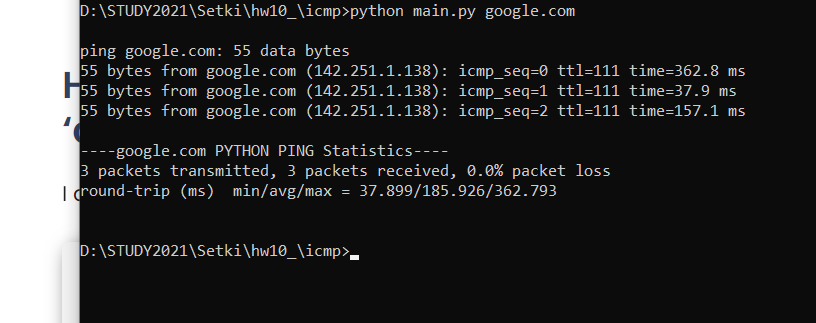 D:\STUDY2021\Setki\hw10_\icmp>python main.py google.com
ping google.com: 55 data bytes
55 bytes from google.com (142.251.1.138): icmp_seq=0 ttl=111 time=362.8 ms
55 bytes from google.com (142.251.1.138): icmp_seq=1 ttl=111 time=37.9 ms
55 bytes from google.com (142.251.1.138): icmp_seq=2 ttl=111 time=157.1 ms
----google.com PYTHON PING Statistics----
3 packets transmitted, 3 packets received, 0.0% packet loss
round-trip (ms)  min/avg/max = 37.899/185.926/362.793
D:\STUDY2021\Setki\hw10_\icmp>